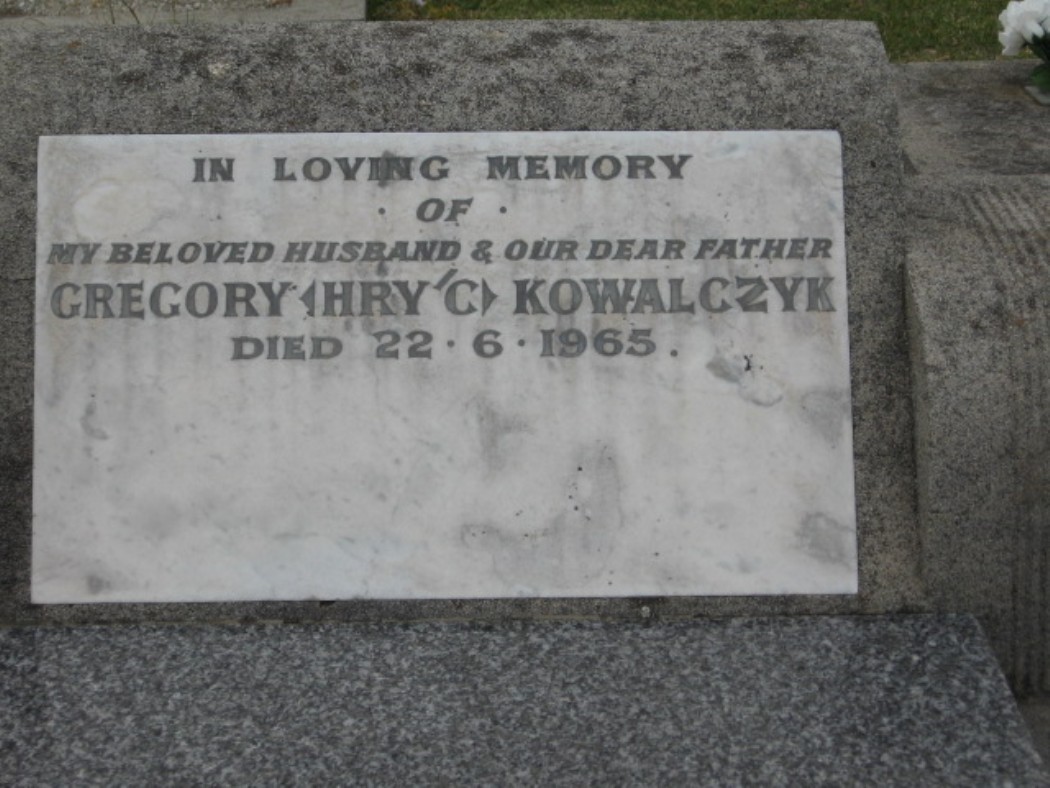 IN LOVING MEMORY
· OF ·
MY BELOVED HUSBAND & OUR DEAR FATHER
GREGORY (HRY'C) KOWALCZYK
DIED 22·6·1965.